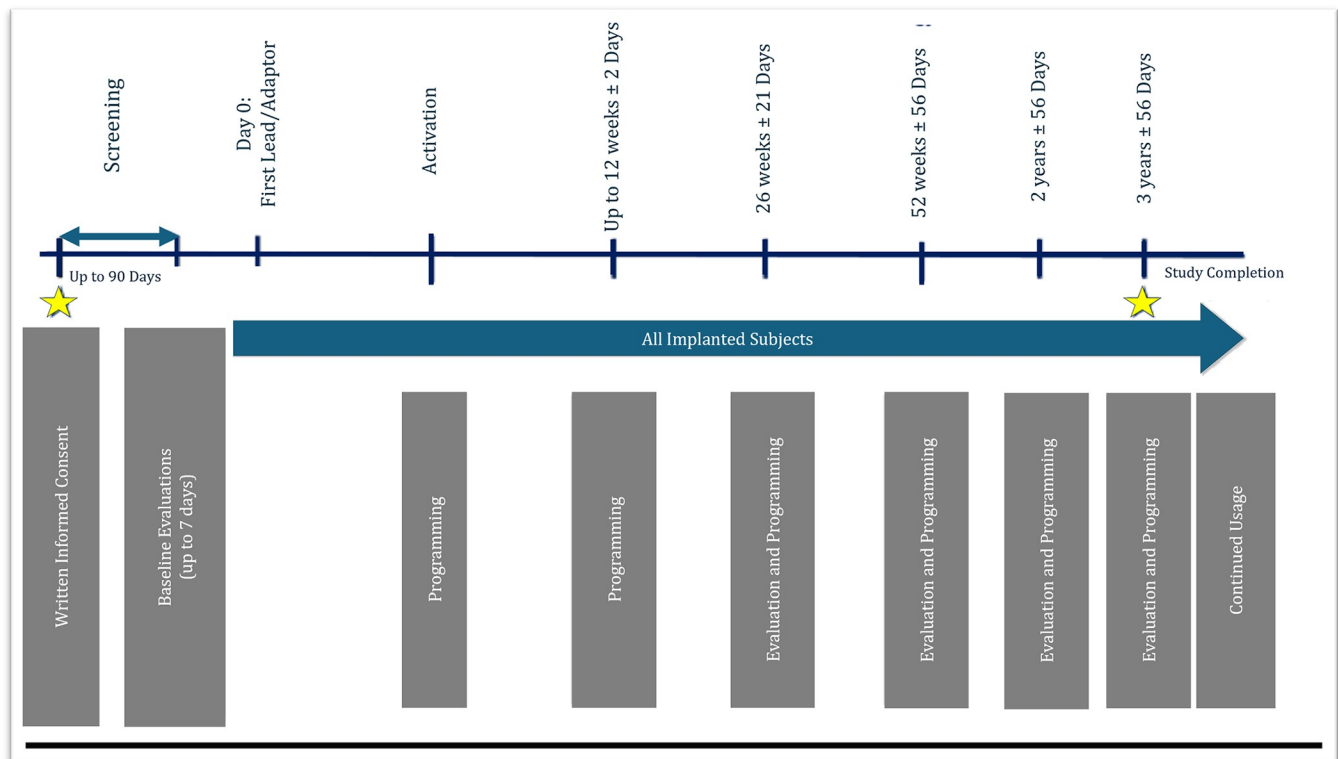 Screening
Day 0:
First Lead/Adaptor
Activation
Up to 12 weeks ± 2 Days
26 weeks ± 21 Days
52 weeks ± 56 Days
2 years ± 56 Days
3 years ± 56 Days
Up to 90 Days
Study Completion
All Implanted Subjects
Written Informed Consent
Baseline Evaluations
(up to 7 days)
Programming
Programming
Evaluation and Programming
Evaluation and Programming
Evaluation and Programming
Evaluation and Programming
Continued Usage